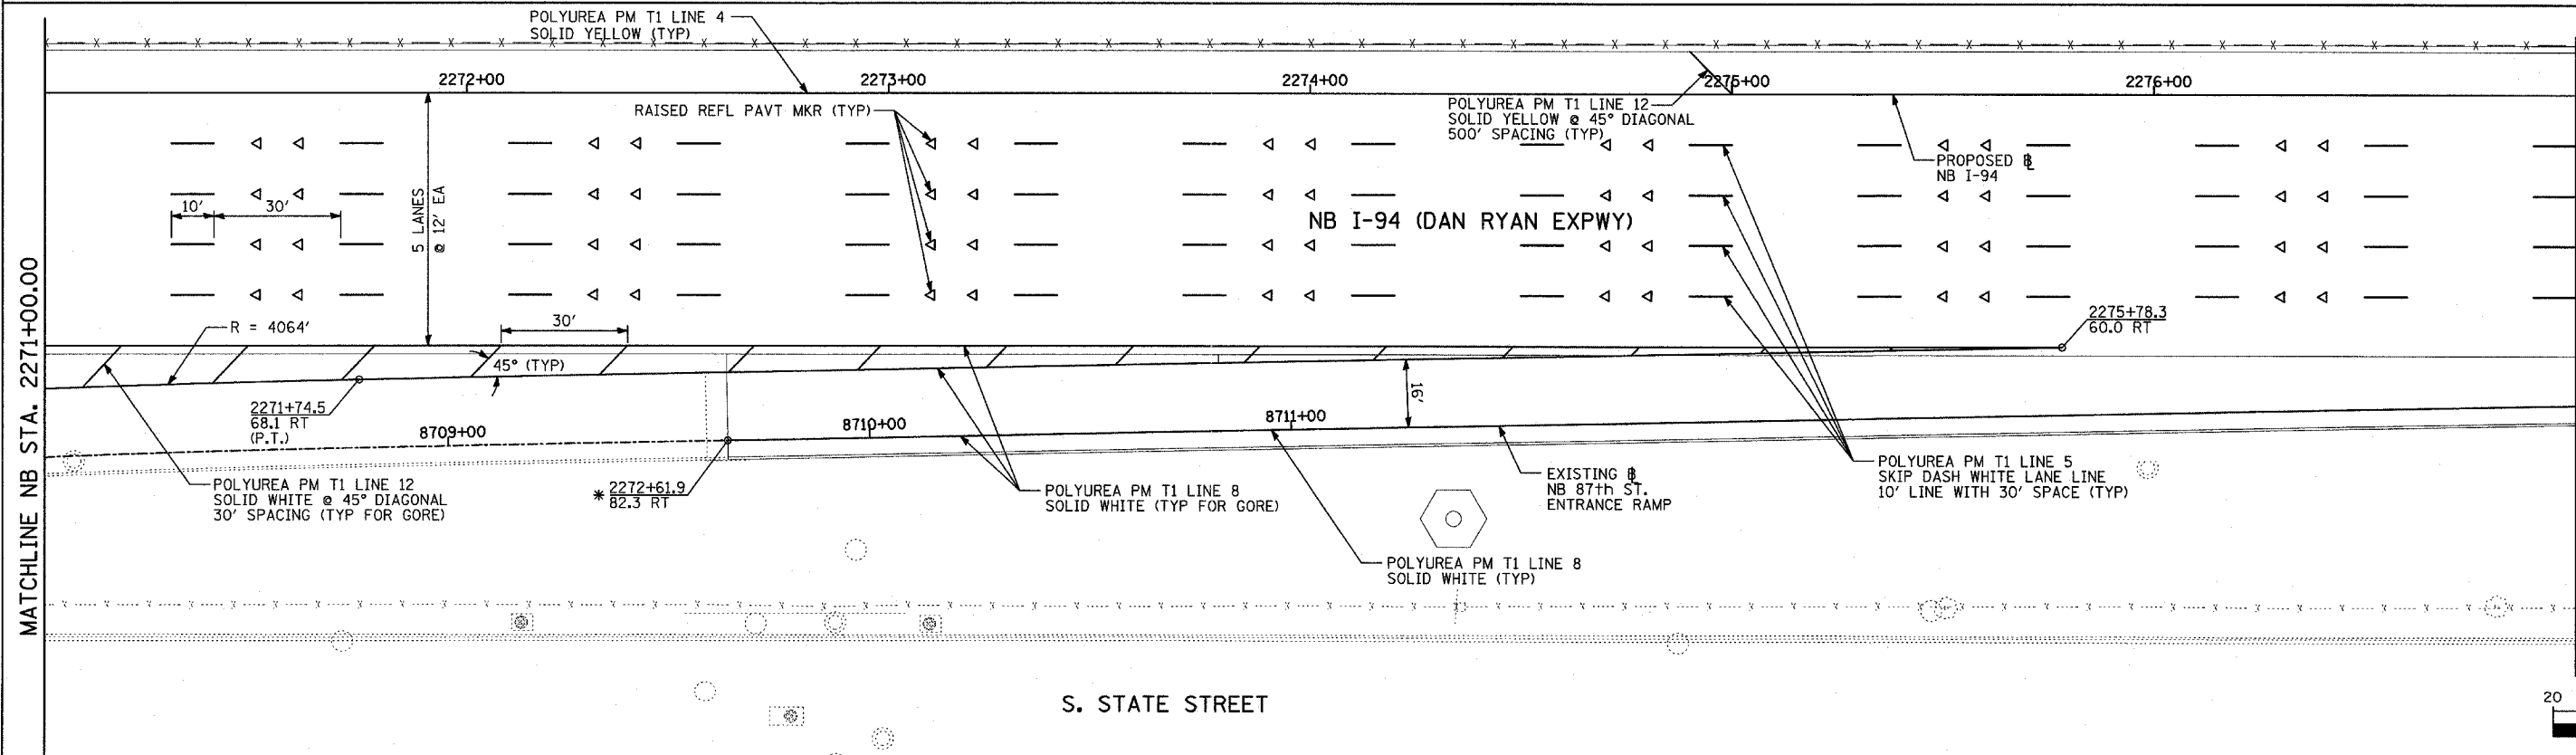 POLYUREA PM T1 LINE 4
SOLID YELLOW (TYP)
2272+00
2273+00
2274+00
2275+00
2276+00
RAISED REFL PAVT MKR (TYP)
POLYUREA PM T1 LINE 12
SOLID YELLOW @ 45° DIAGONAL
500' SPACING (TYP)
PROPOSED
NB I-94
10'
30'
5 LANES
@ 12' EA
NB I-94 (DAN RYAN EXPWY)
MATCHLINE NB STA. 2271+00.00
R = 4064'
30'
45° (TYP)
2275+78.3
60.0 RT
2271+74.5
68.1 RT
(P.T.)
16'
8709+00
8710+00
8711+00
POLYUREA PM T1 LINE 12
SOLID WHITE @ 45° DIAGONAL
30' SPACING (TYP FOR GORE)
* 2272+61.9
82.3 RT
POLYUREA PM T1 LINE 8
SOLID WHITE (TYP FOR GORE)
EXISTING
NB 87th ST.
ENTRANCE RAMP
POLYUREA PM T1 LINE 5
SKIP DASH WHITE LANE LINE
10' LINE WITH 30' SPACE (TYP)
POLYUREA PM T1 LINE 8
SOLID WHITE (TYP)
S. STATE STREET
20